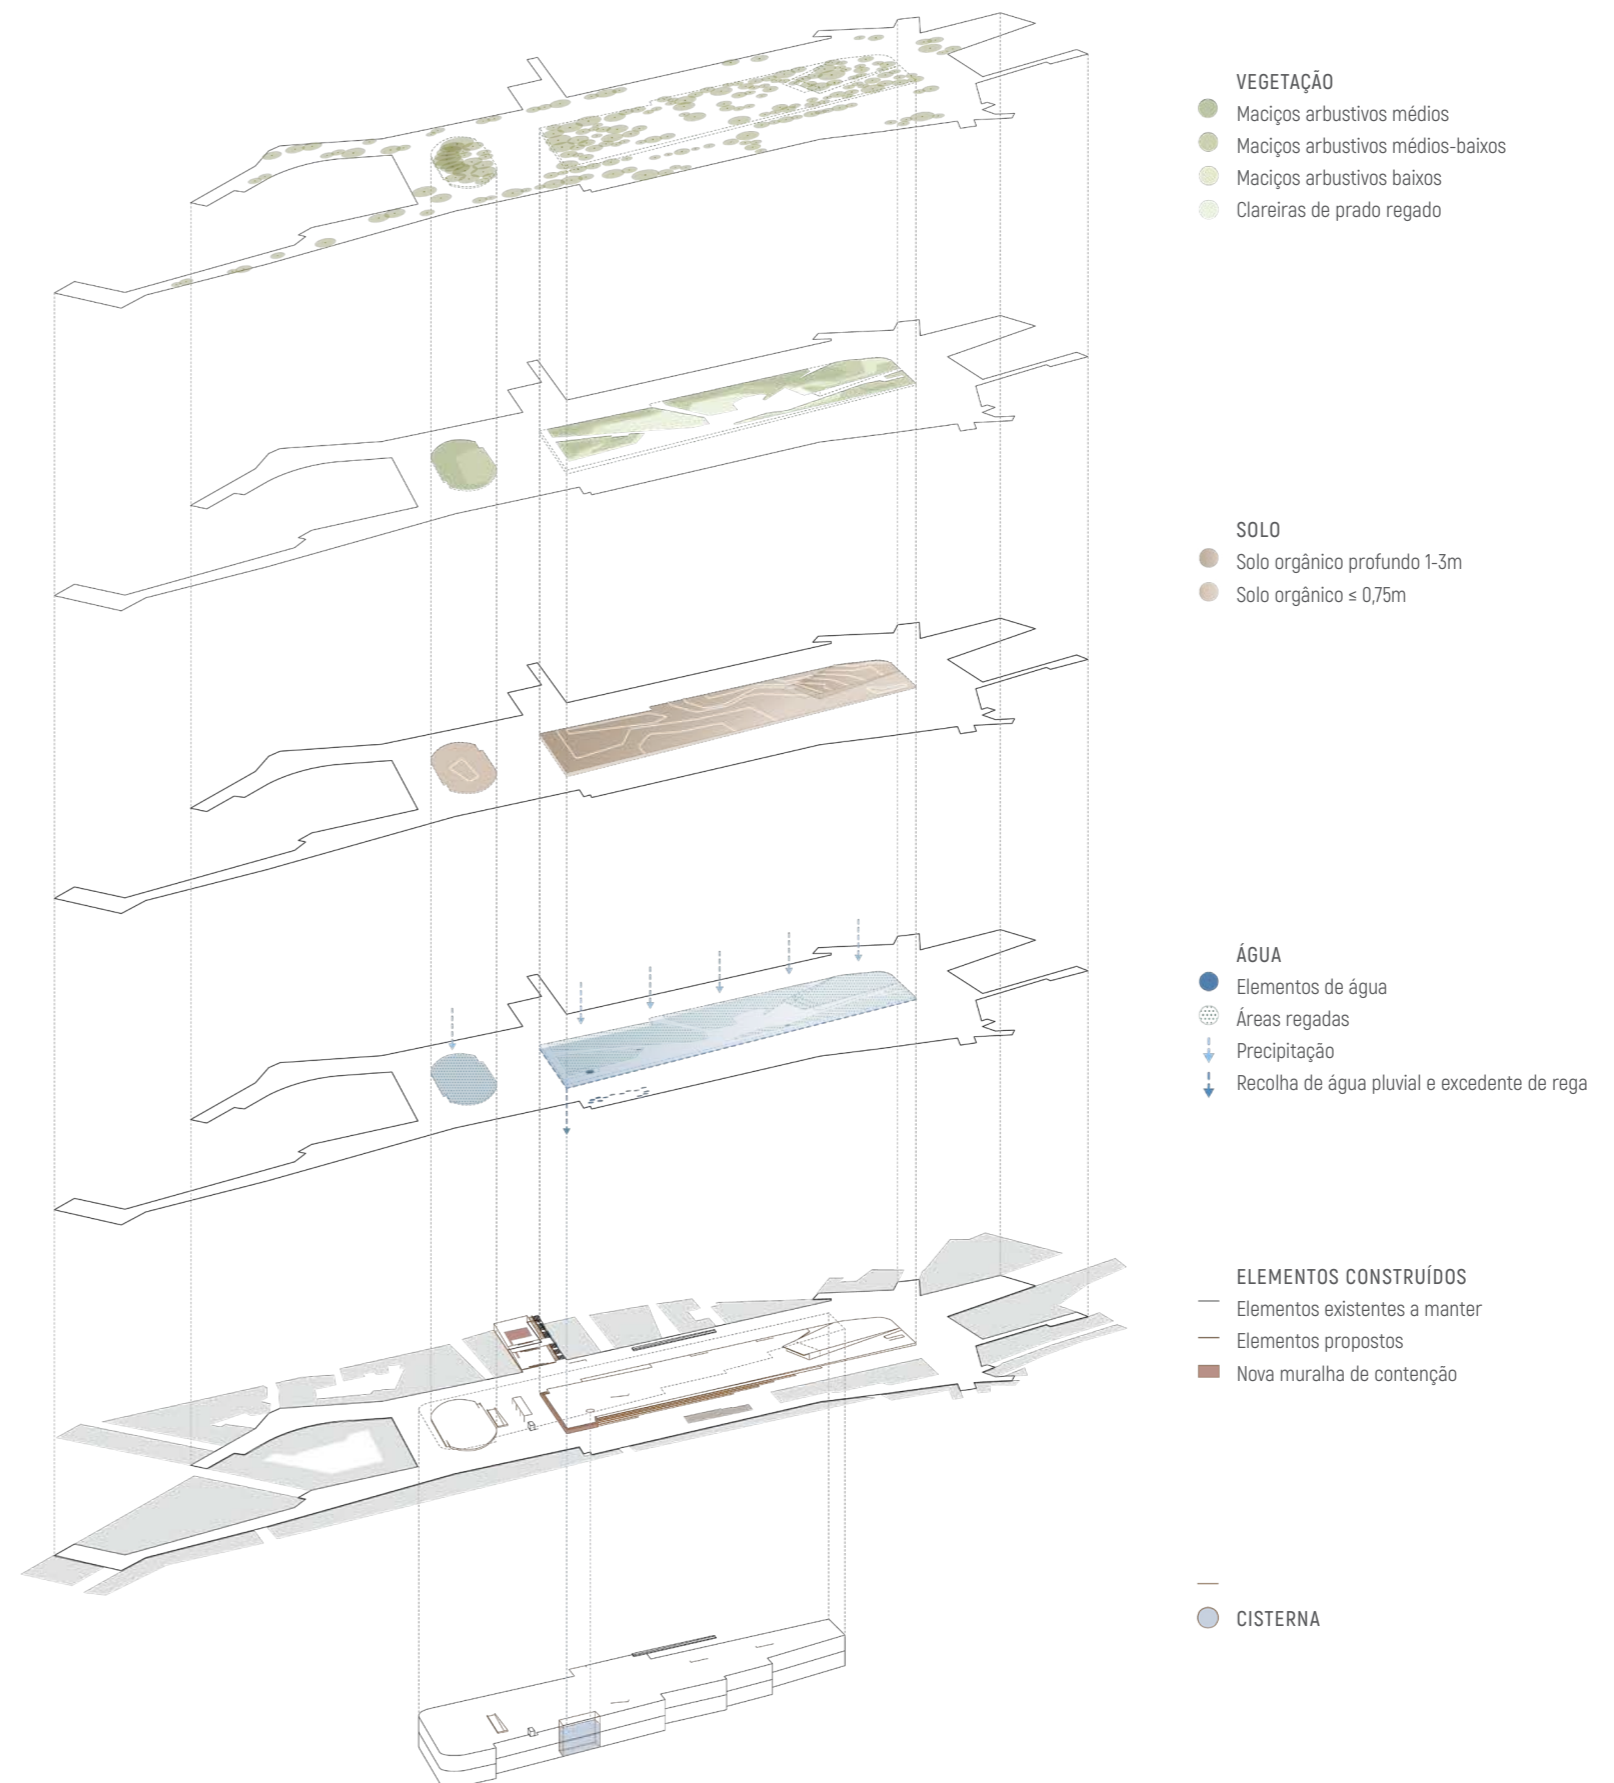 VEGETAÇÃO
Maciços arbustivos médios
Maciços arbustivos médios-baixos
Maciços arbustivos baixos
Clareiras de prado regado
SOLO
Solo orgânico profundo 1-3m
Solo orgânico ≤ 0,75m
ÁGUA
Elementos de água
Áreas regadas
Precipitação
Recolha de água pluvial e excedente de rega
ELEMENTOS CONSTRUÍDOS
Elementos existentes a manter
Elementos propostos
Nova muralha de contenção
CISTERNA